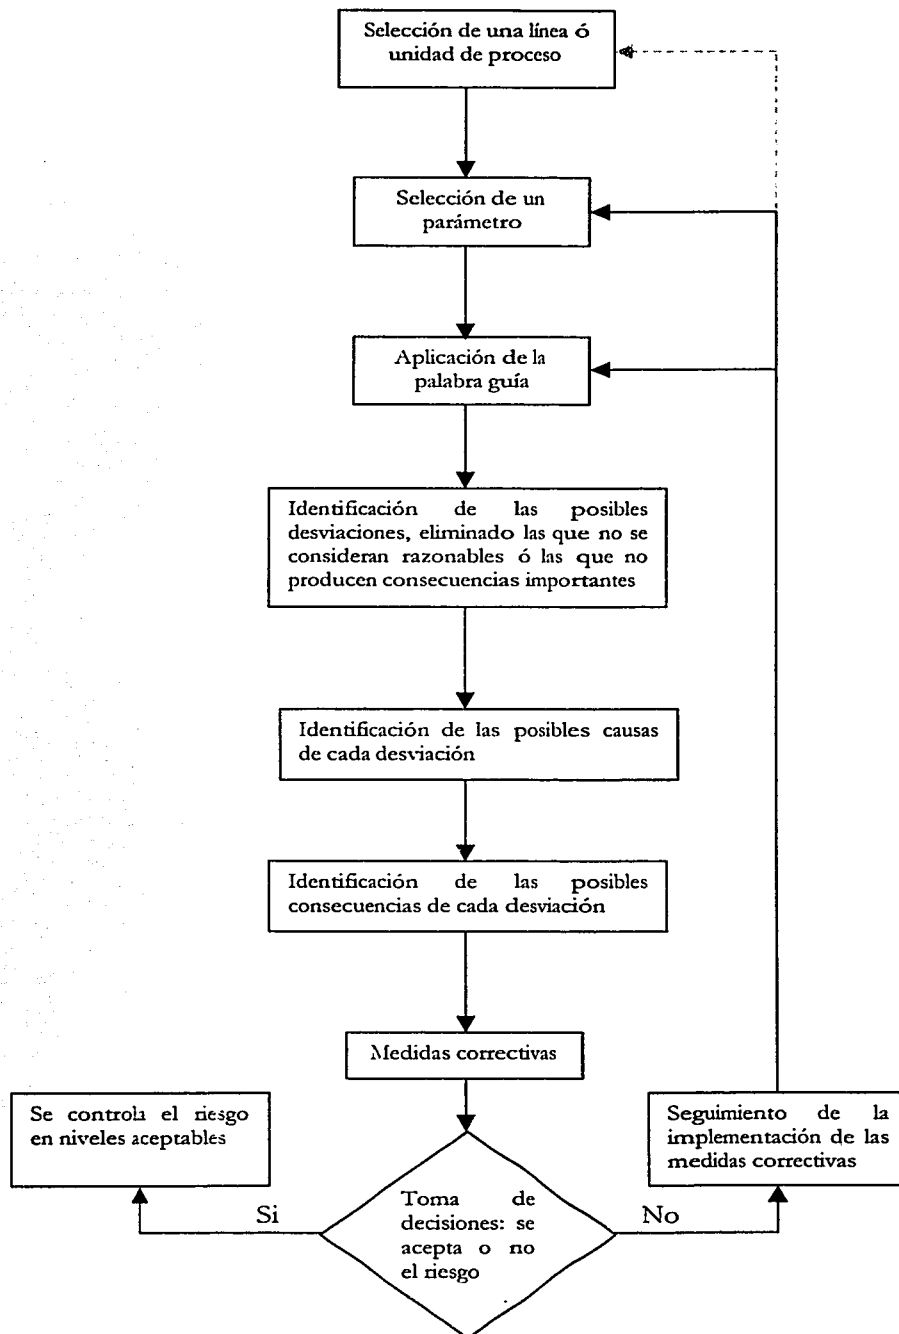 Selección de una línea ó
unidad de proceso
Selección de un
parámetro
Aplicación de la
palabra guía
Identificación de las posibles
desviaciones, eliminado las que no se
consideran razonables ó las que no
producen consecuencias importantes
Identificación de las posibles causas
de cada desviación
Identificación de las posibles
consecuencias de cada desviación
Medidas correctivas
Se controla el riesgo
en niveles aceptables
Seguimiento de la
implementación de las
medidas correctivas
Si
No
Toma de
decisiones: se
acepta o no
el riesgo